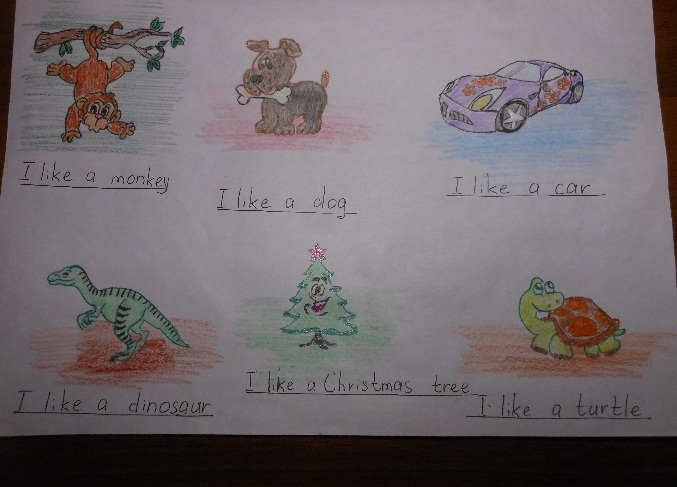 I like a monkey
I like a dog
I like a car.
I like a dinosaur
I like a Christmas tree
I like a turtle.